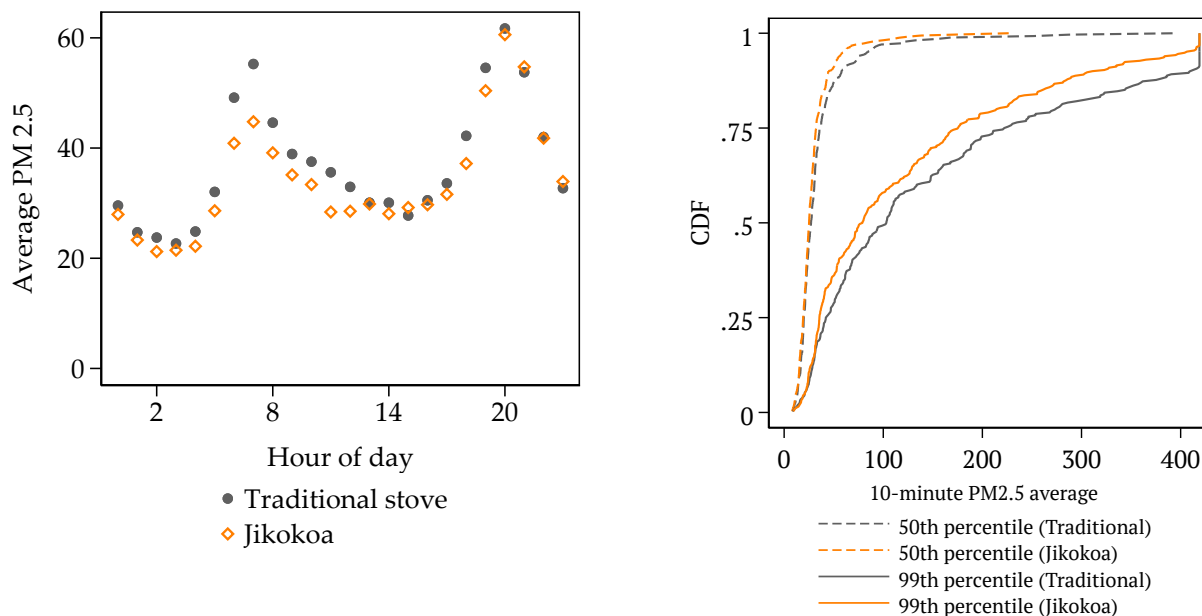 Average PM 2.5
60
40
20
0
2 8 14 20
Hour of day
Traditional stove
Jikokoa
CDF
1
.75
.5
.25
0
0 100 200 300 400
10-minute PM2.5 average
50th percentile (Traditional)
50th percentile (Jikokoa)
99th percentile (Traditional)
99th percentile (Jikokoa)